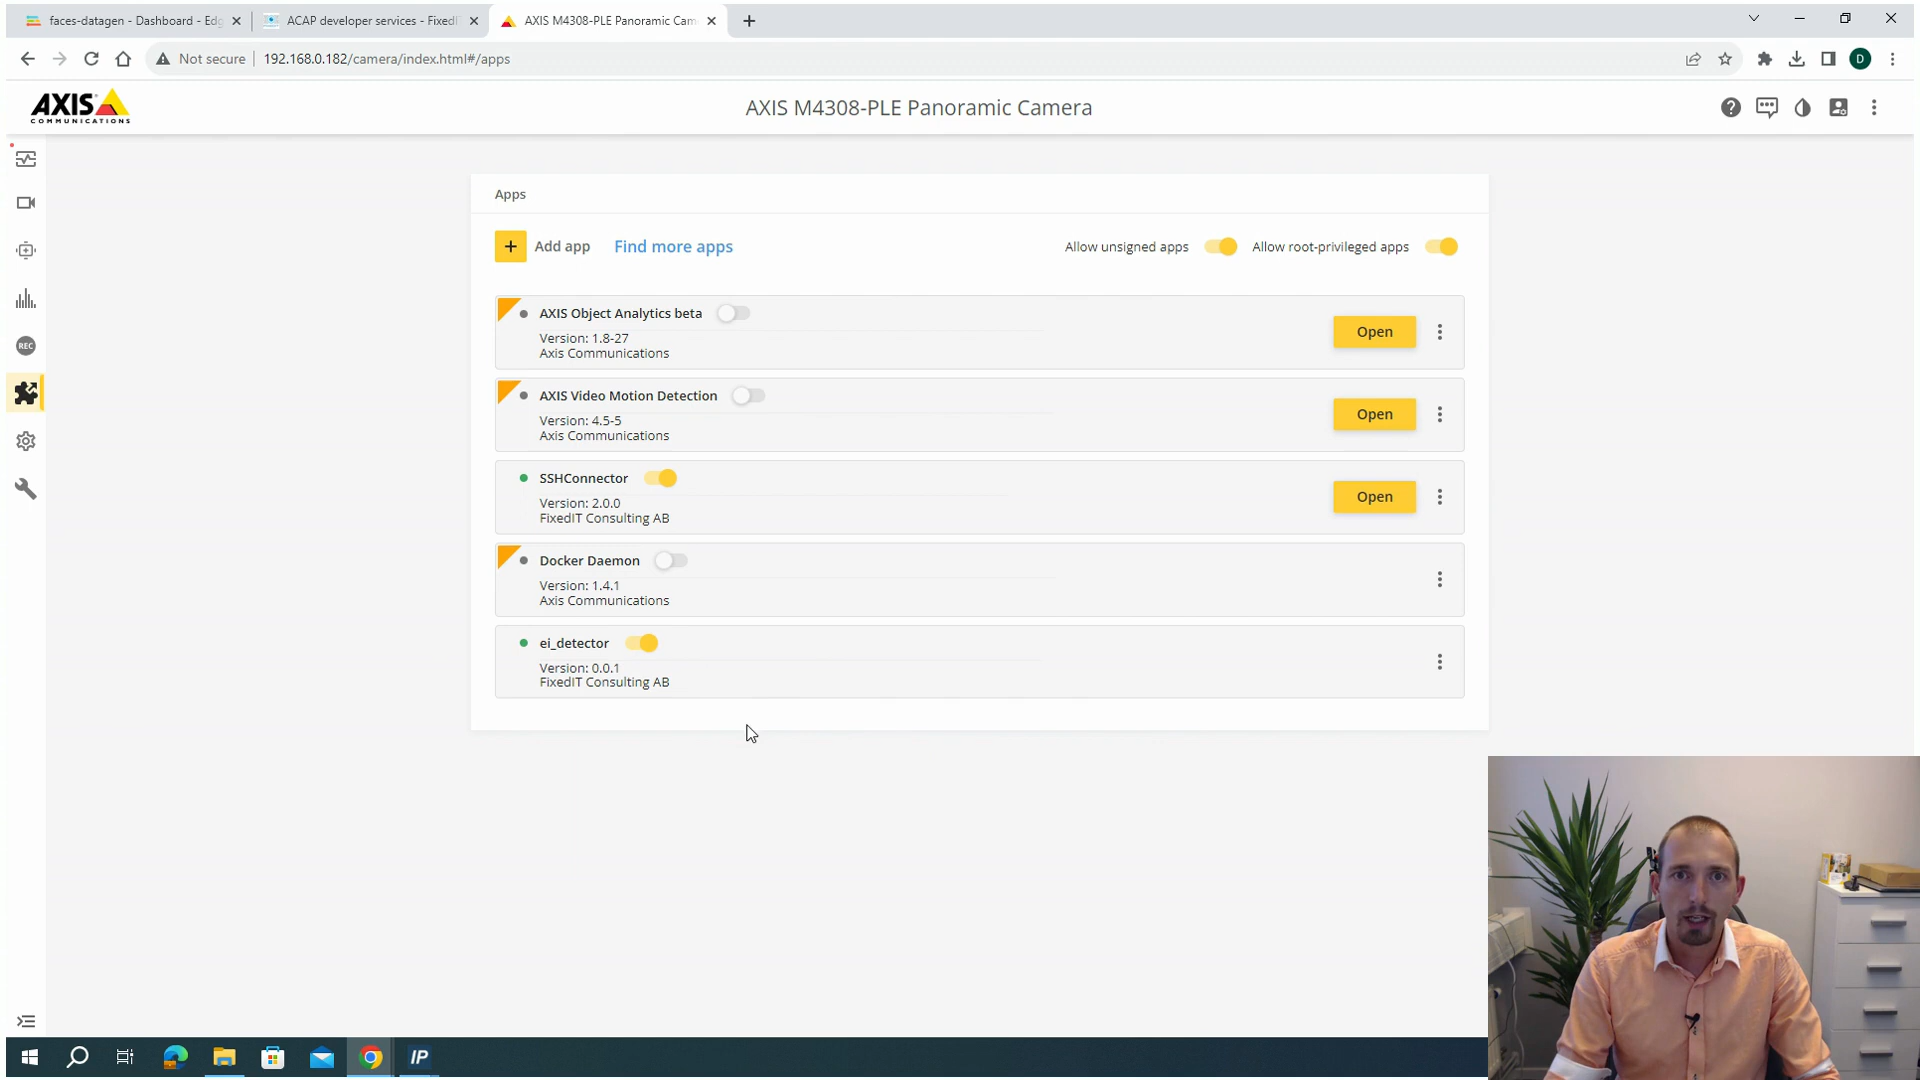 faces-datagen - Dashboard - Edg
ACAP developer services - FixedI
AXIS M4308-PLE Panoramic Cam
Not secure
192.168.0.182/camera/index.html#/apps
D
AXIS
COMMUNICATIONS
AXIS M4308-PLE Panoramic Camera
Apps
Add app
Find more apps
Allow unsigned apps
Allow root-privileged apps
AXIS Object Analytics beta
Version: 1.8-27
Axis Communications
Open
AXIS Video Motion Detection
Version: 4.5-5
Axis Communications
Open
REC
SSHConnector
Version: 2.0.0
FixedIT Consulting AB
Open
Docker Daemon
Version: 1.4.1
Axis Communications
ei_detector
Version: 0.0.1
FixedIT Consulting AB
IP